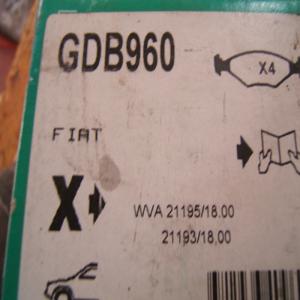 GDB960
X4
FIAT
X
WVA 21195/18.00
21193/18,00